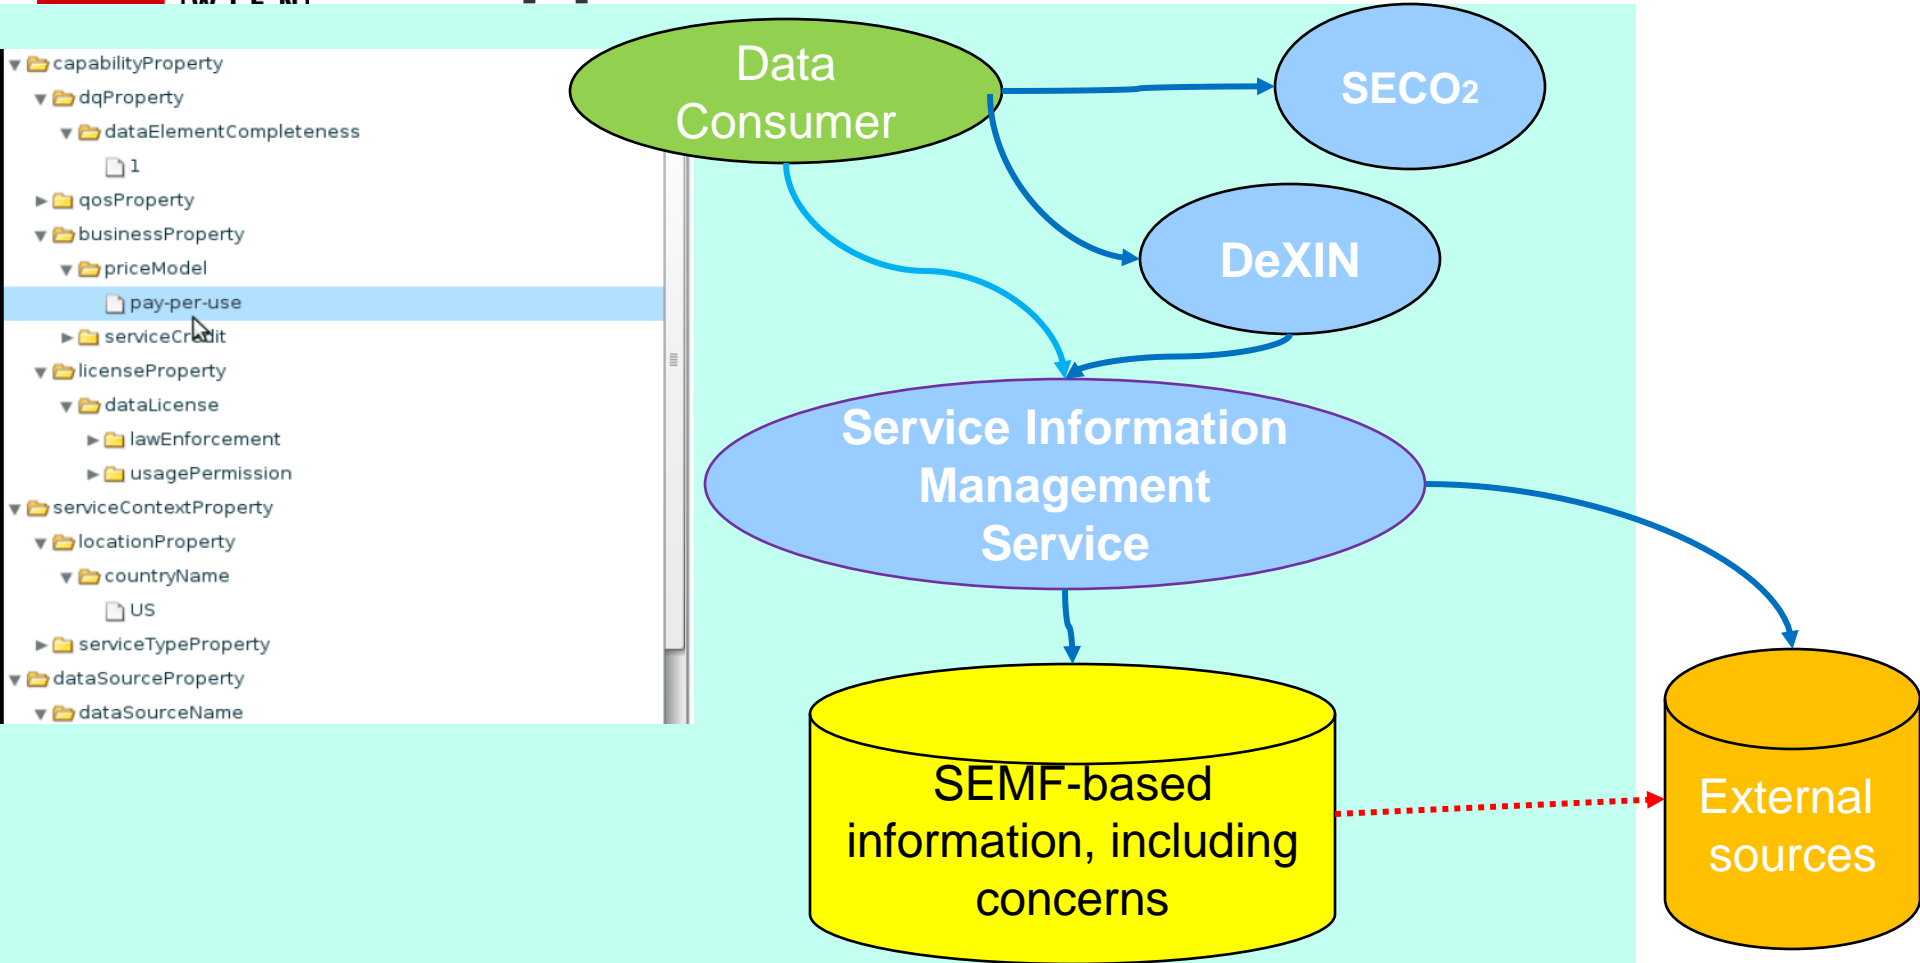 capabilityProperty
dqProperty
dataElementCompleteness
1
qosProperty
businessProperty
priceModel
pay-per-use
serviceCredit
licenseProperty
dataLicense
lawEnforcement
usagePermission
serviceContextProperty
locationProperty
countryName
US
serviceTypeProperty
dataSourceProperty
dataSourceName
Data
Consumer
SECO2
DeXIN
Service Information
Management
Service
SEMF-based
information, including
concerns
External
sources